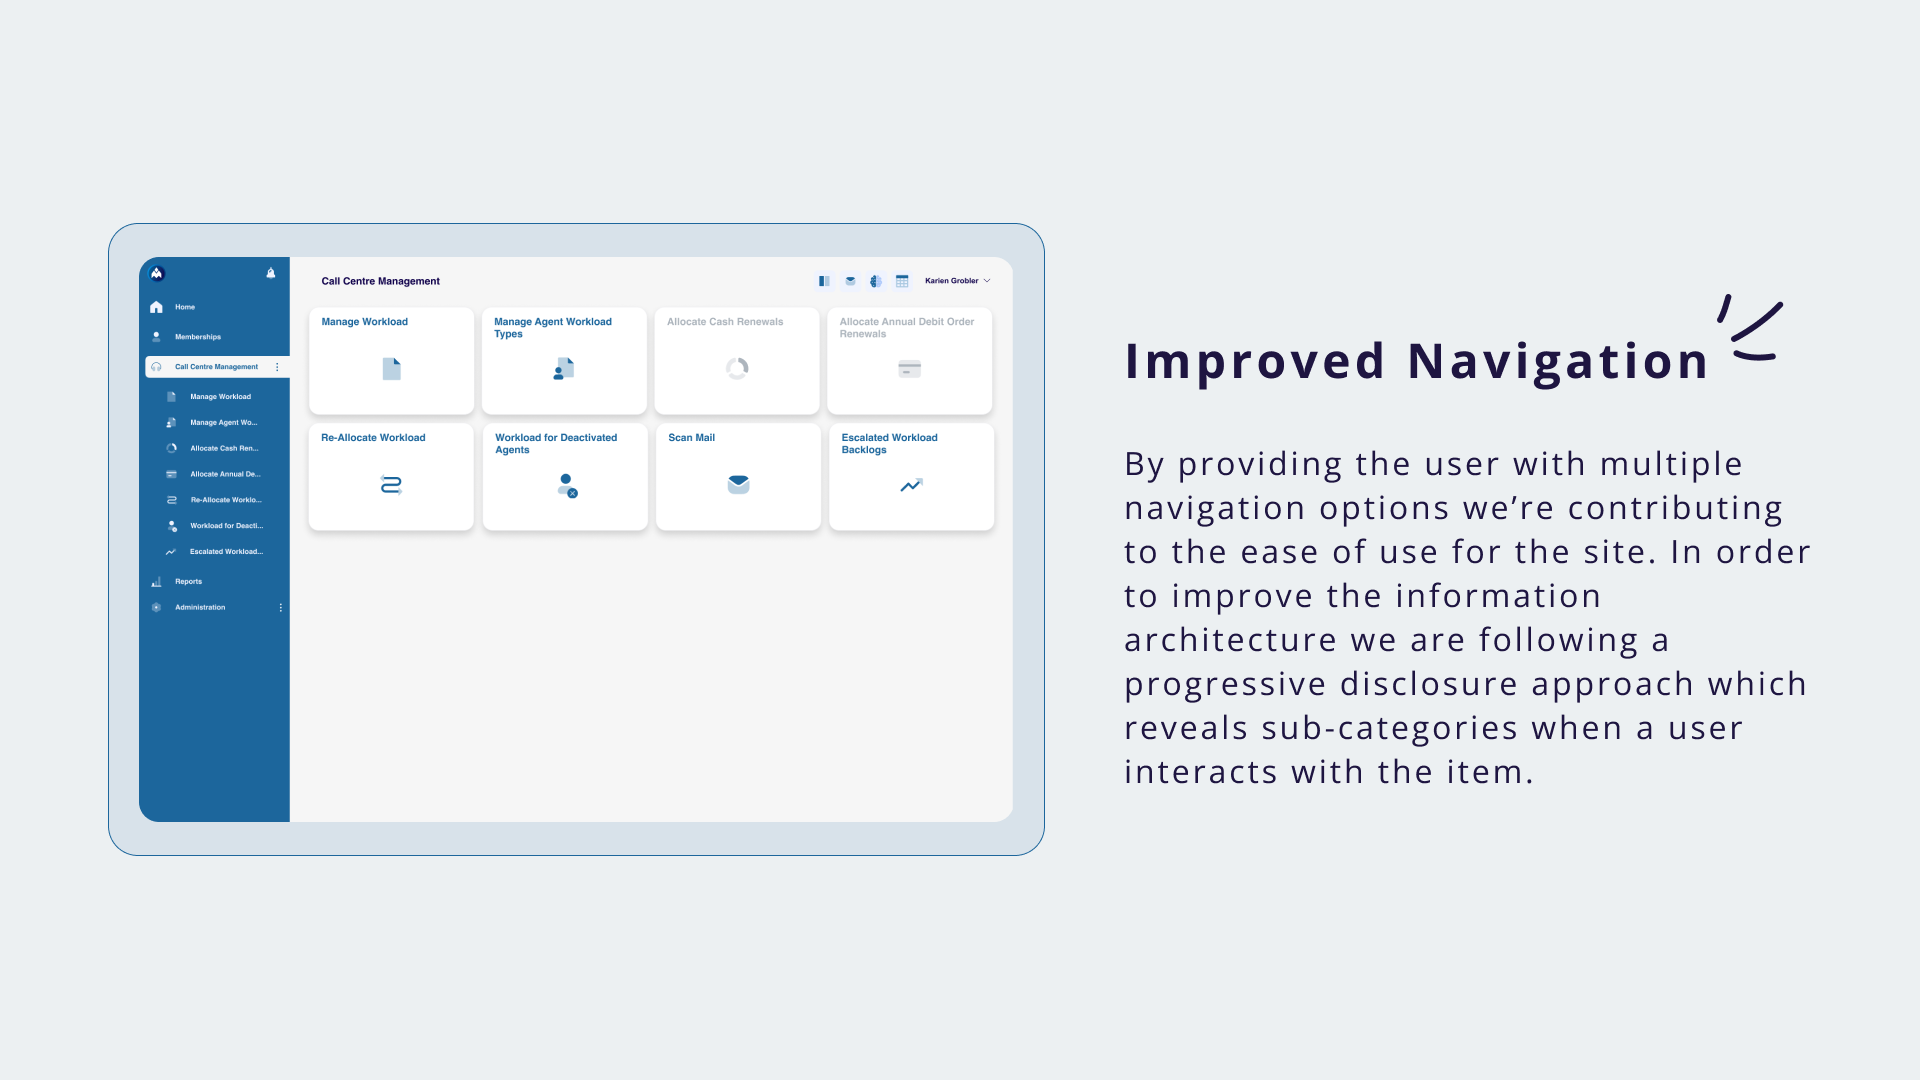 Home
Memberships
Call Centre Management
Manage Workload
Manage Agent Wo...
Allocate Cash Ren...
Allocate Annual De...
Re-Allocate Worklo...
Workload for Deacti...
Escalated Workload...
Reports
Administration
Call Centre Management
Karien Grobler
Manage Workload
Manage Agent Workload
Types
Allocate Cash Renewals
Allocate Annual Debit Order
Renewals
Re-Allocate Workload
Workload for Deactivated
Agents
Scan Mail
Escalated Workload
Backlogs
Improved Navigation
By providing the user with multiple
navigation options we’re contributing
to the ease of use for the site. In order
to improve the information
architecture we are following a
progressive disclosure approach which
reveals sub-categories when a user
interacts with the item.